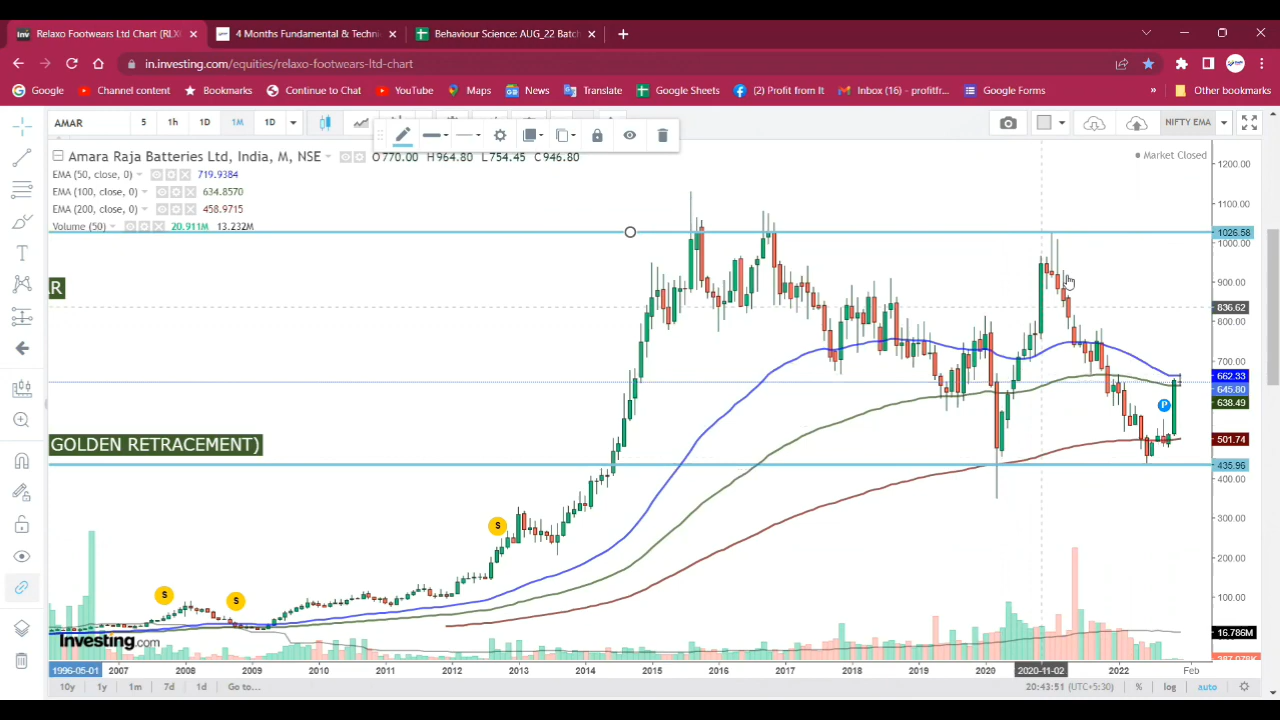 Relaxo Footwears Ltd Chart (RLX
4 Months Fundamental & Techni
Behaviour Science: AUG_22 Batch
in.investing.com/equities/relaxo-footwears-ltd-chart
Google
Channel content
Bookmarks
Continue to Chat
YouTube
Maps
News
Translate
Google Sheets
(2) Profit from It
Inbox (16) - profitfr...
Google Forms
Other bookmarks
AMAR
5
1h
1D
1M
1D
NIFTY EMA
Amara Raja Batteries Ltd, India, M, NSE
O770.00 H964.80 L754.45 C946.80
Market Closed
EMA (50, close, 0)
719.9384
EMA (100, close, 0)
634.8570
EMA (200, close, 0)
458.9715
Volume (50)
20.911M 13.232M
1200.00
1100.00
1026.58
1000.00
900.00
836.62
800.00
700.00
662.33
645.80
638.49
501.74
435.96
400.00
300.00
200.00
100.00
16.786M
R
GOLDEN RETRACEMENT)
S
S
S
P
Investing.com
1996-05-01
2007
2008
2009
2010
2011
2012
2013
2014
2015
2016
2017
2018
2019
2020
2020-11-02
2022
Feb
10y
1y
1m
7d
1d
Go to...
20:43:51 (UTC+5:30)
%
log
auto